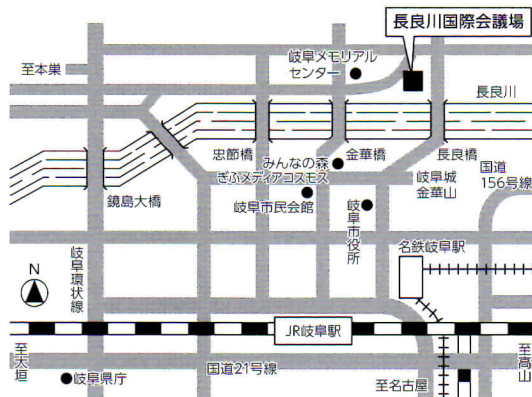 長良川国際会議場
岐阜メモリアル
センター
至本巣
長良川
忠節橋
みんなの森
ぎふメディアコスモス
金華橋
長良橋
国道
156号線
岐阜城
金華山
鏡島大橋
岐阜市民会館
岐阜市役所
名鉄岐阜駅
N
岐阜環状線
JR岐阜駅
至大垣
国道21号線
至高山
岐阜県庁
至名古屋